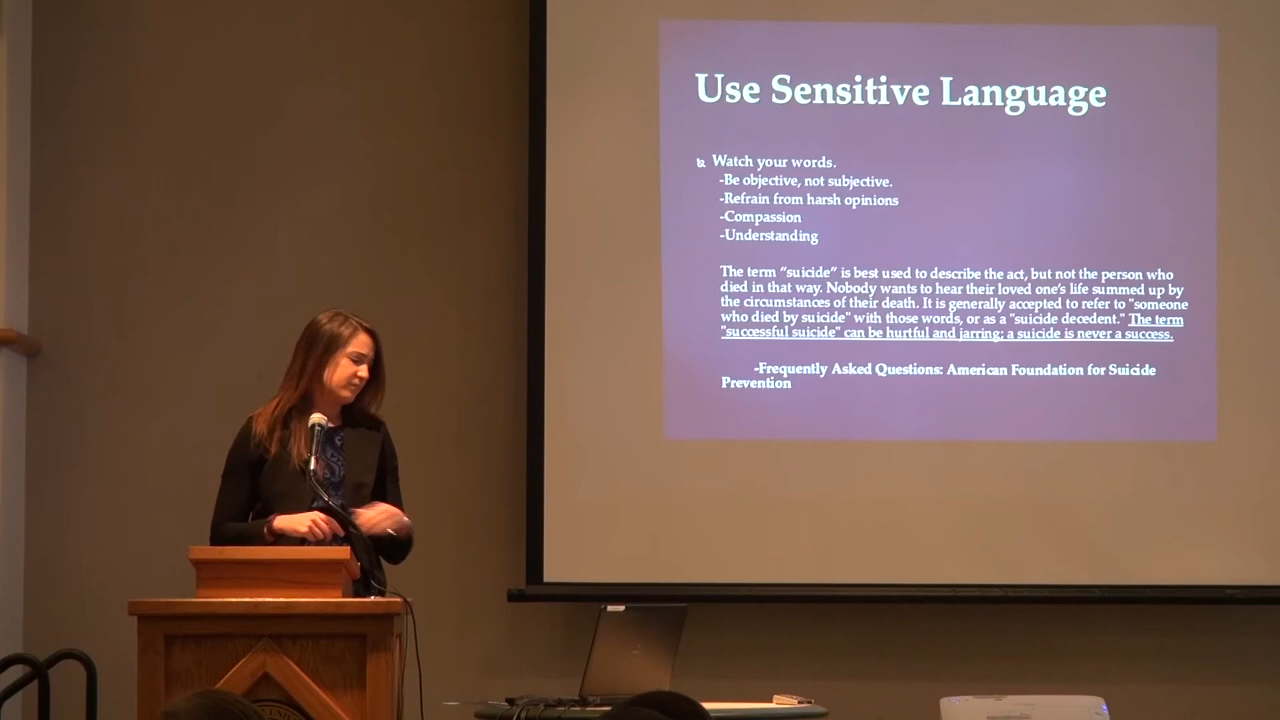 Use Sensitive Language
Watch your words.
-Be objective, not subjective.
-Refrain from harsh opinions
-Compassion
-Understanding
The term "suicide" is best used to describe the act, but not the person who
died in that way. Nobody wants to hear their loved one's life summed up by
the circumstances of their death. It is generally accepted to refer to "someone
who died by suicide" with those words, or as a "suicide decedent." The term
"successful suicide" can be hurtful and jarring; a suicide is never a success.
-Frequently Asked Questions: American Foundation for Suicide
Prevention